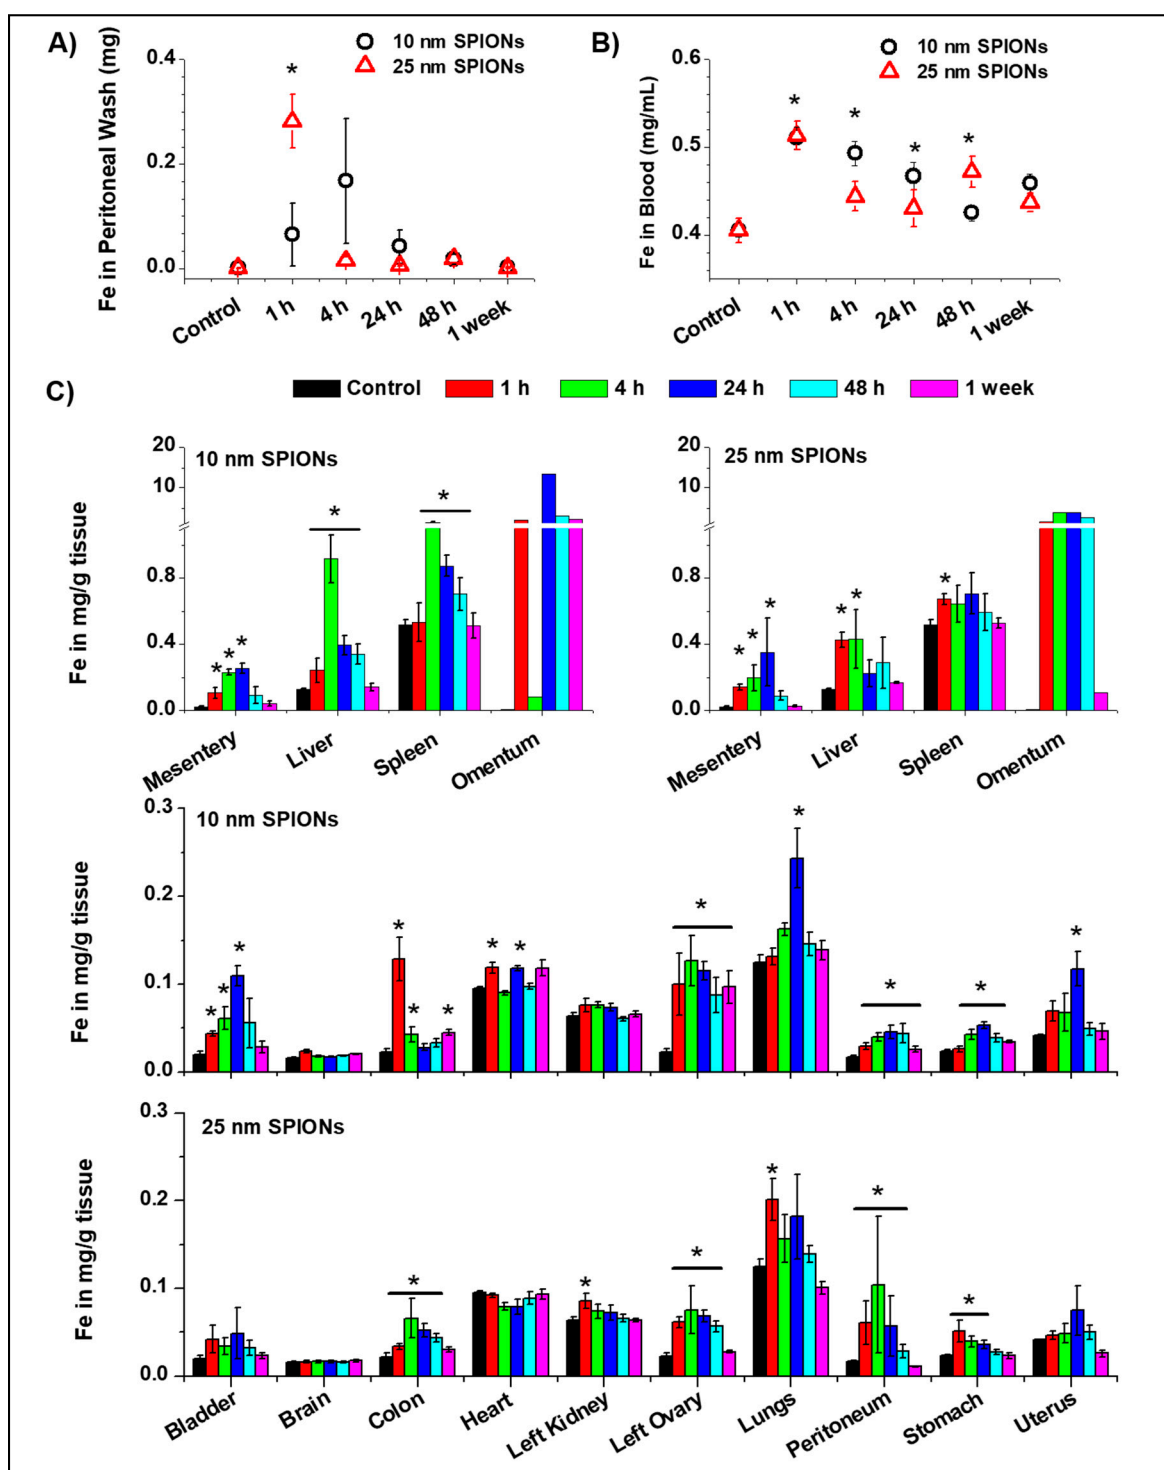 A)
10 nm SPIONs
25 nm SPIONs
*
Fe in Peritoneal Wash (mg)
0.4
0.2
0.0
Control 1 h 4 h 24 h 48 h 1 week
B)
10 nm SPIONs
25 nm SPIONs
* * * *
Fe in Blood (mg/mL)
0.6
0.5
0.4
Control 1 h 4 h 24 h 48 h 1 week
C)
Control 1 h 4 h 24 h 48 h 1 week
10 nm SPIONs
Fe in mg/g tissue
20
10
0.8
0.4
0.0
* * * * *
Mesentery Liver Spleen Omentum
25 nm SPIONs
20
10
0.8
0.4
0.0
* * * * * *
Mesentery Liver Spleen Omentum
10 nm SPIONs
Fe in mg/g tissue
0.3
0.2
0.1
0.0
* * * * * * * * * * * * *
25 nm SPIONs
Fe in mg/g tissue
0.3
0.2
0.1
0.0
* * * * * *
Bladder Brain Colon Heart Left Kidney Left Ovary Lungs Peritoneum Stomach Uterus